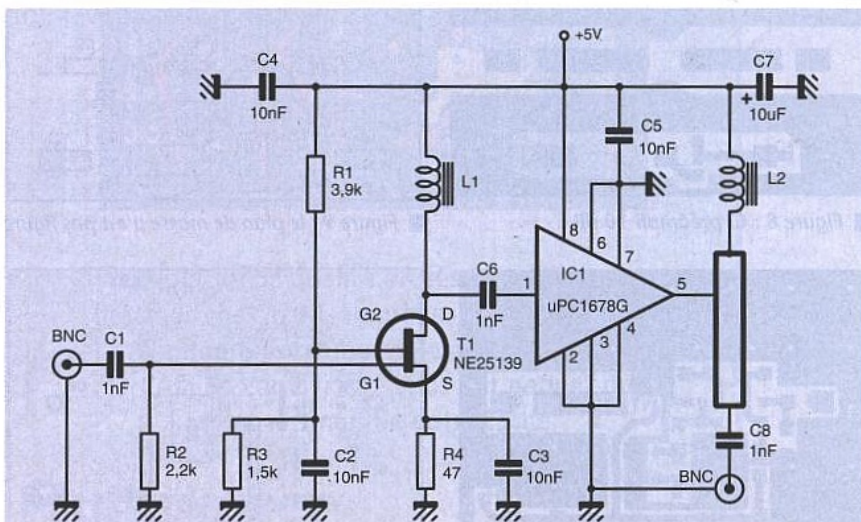 +5V
C4
10nF
C7
10uF
+
C5
10nF
R1
3,9k
L1
L2
8
6
7
IC1
uPC1678G
C6
1nF
1
5
2
3
4
G2
D
T1
NE25139
G1
S
BNC
C1
1nF
C8
1nF
BNC
R2
2,2k
R3
1,5k
C2
10nF
R4
47
C3
10nF